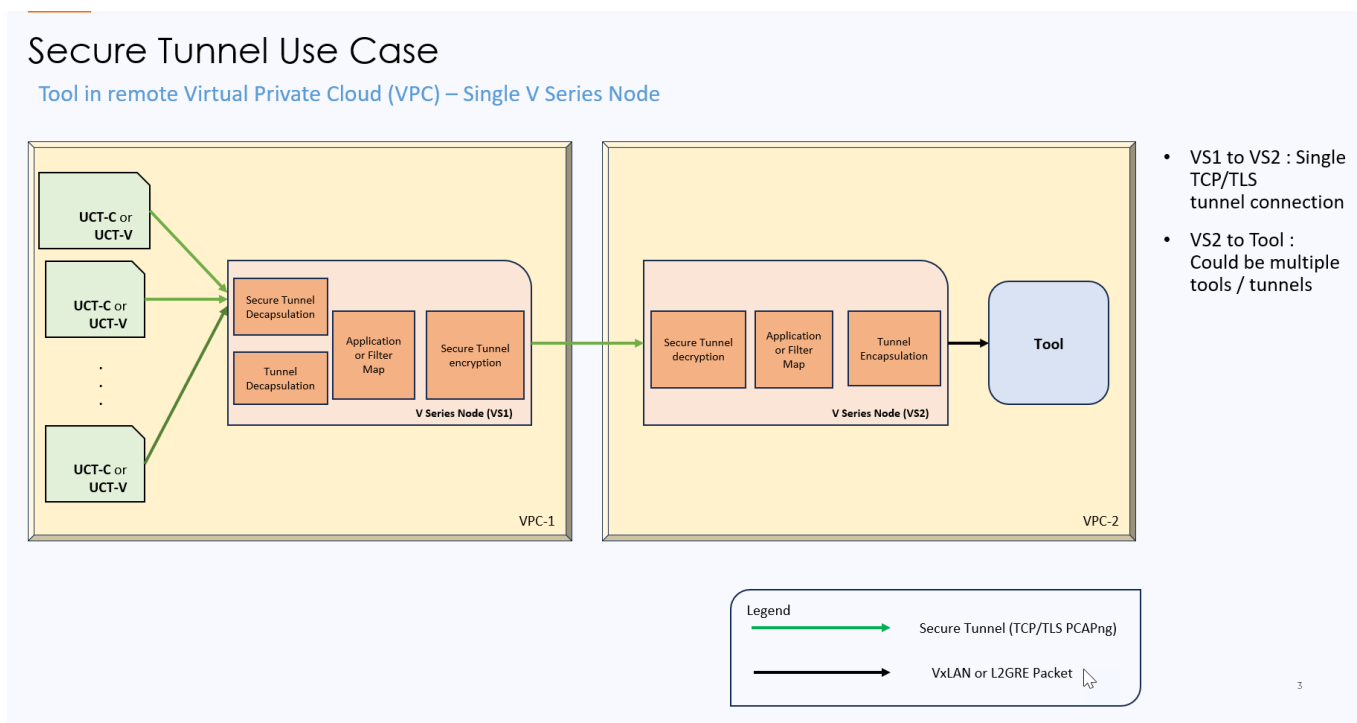 Secure Tunnel Use Case
Tool in remote Virtual Private Cloud (VPC) – Single V Series Node
UCT-C or
UCT-V
UCT-C or
UCT-V
.
.
.
UCT-C or
UCT-V
Secure Tunnel
Decapsulation
Tunnel
Decapsulation
Application
or Filter
Map
Secure Tunnel
encryption
V Series Node (VS1)
VPC-1
Secure Tunnel
decryption
Application
or Filter
Map
Tunnel
Encapsulation
V Series Node (VS2)
Tool
VPC-2
• VS1 to VS2 : Single
TCP/TLS
tunnel connection
• VS2 to Tool :
Could be multiple
tools / tunnels
Legend
Secure Tunnel (TCP/TLS PCAPng)
VxLAN or L2GRE Packet
3